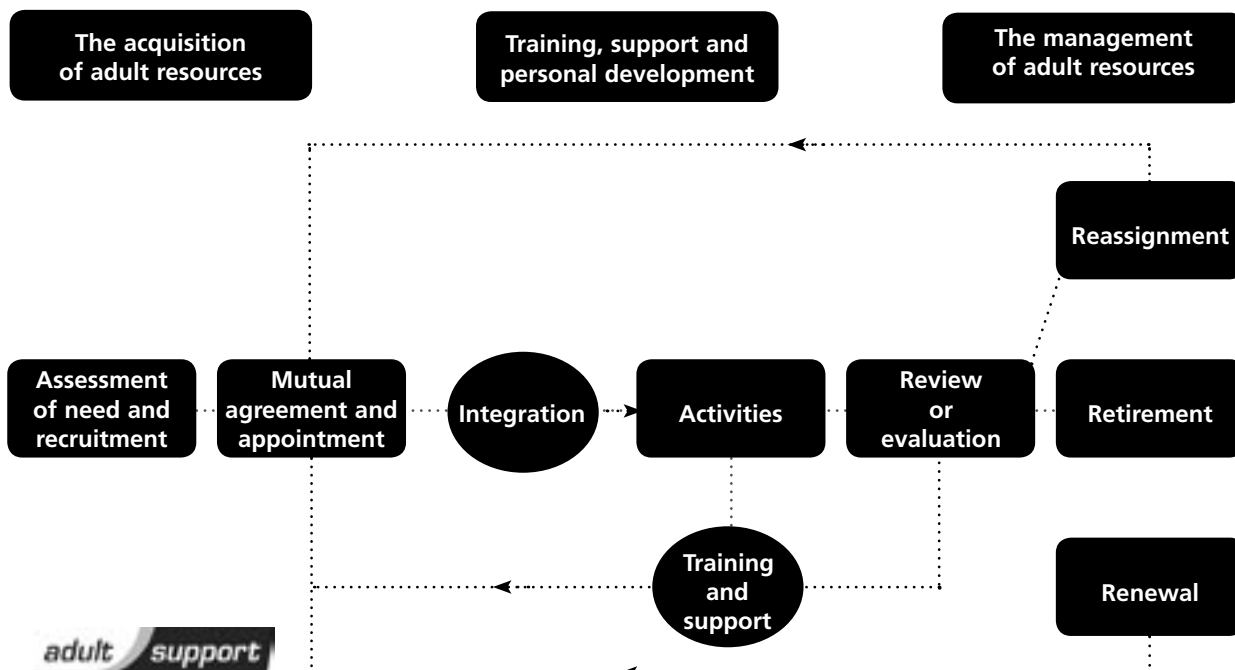 The acquisition
of adult resources
Training, support and
personal development
The management
of adult resources
Reassignment
Assessment
of need and
recruitment
Mutual
agreement and
appointment
Integration
Activities
Review
or
evaluation
Retirement
Training
and
support
Renewal
adult support